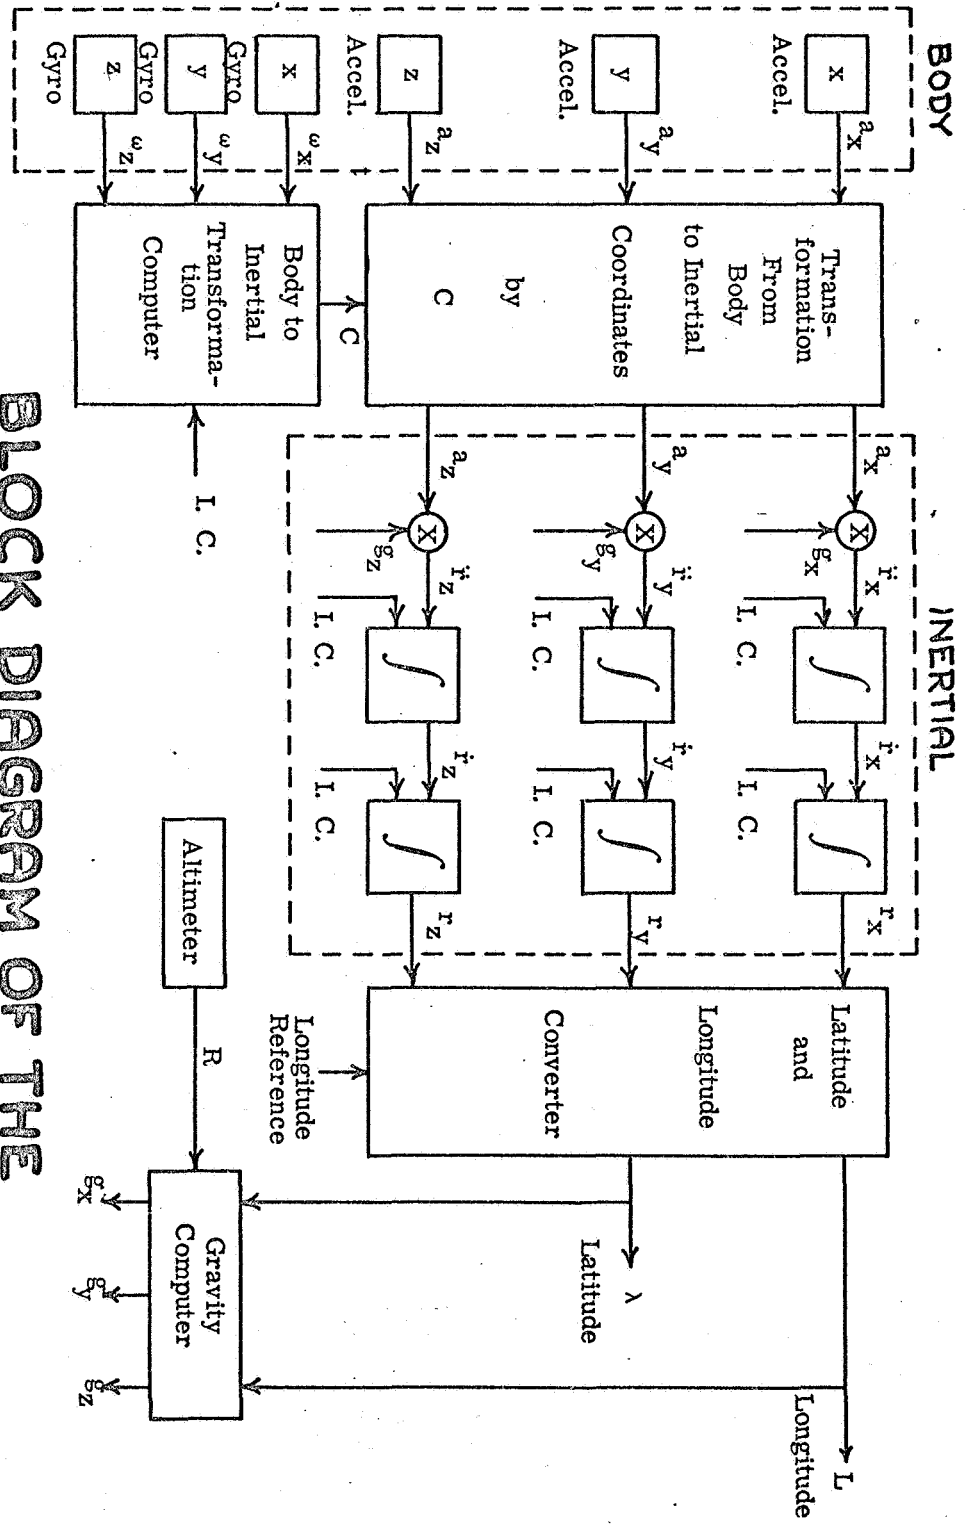 BODY
x
Accel.
a_x
y
Accel.
a_y
z
Accel.
a_z
x
Gyro
ω_x
y
Gyro
ω_y
z
Gyro
ω_z
Trans-
formation
From
Body
to Inertial
Coordinates
by
C
C
Body to
Inertial
Transforma-
tion
Computer
I. C.
INERTIAL
a_x
X
g_x
r̈_x
I. C.
∫
ṙ_x
I. C.
∫
r_x
a_y
X
g_y
r̈_y
I. C.
∫
ṙ_y
I. C.
∫
r_y
a_z
X
g_z
r̈_z
I. C.
∫
ṙ_z
I. C.
∫
r_z
Latitude
and
Longitude
Converter
Longitude
Reference
L
Longitude
λ
Latitude
Altimeter
R
Gravity
Computer
g_x
g_y
g_z
BLOCK DIAGRAM OF THE